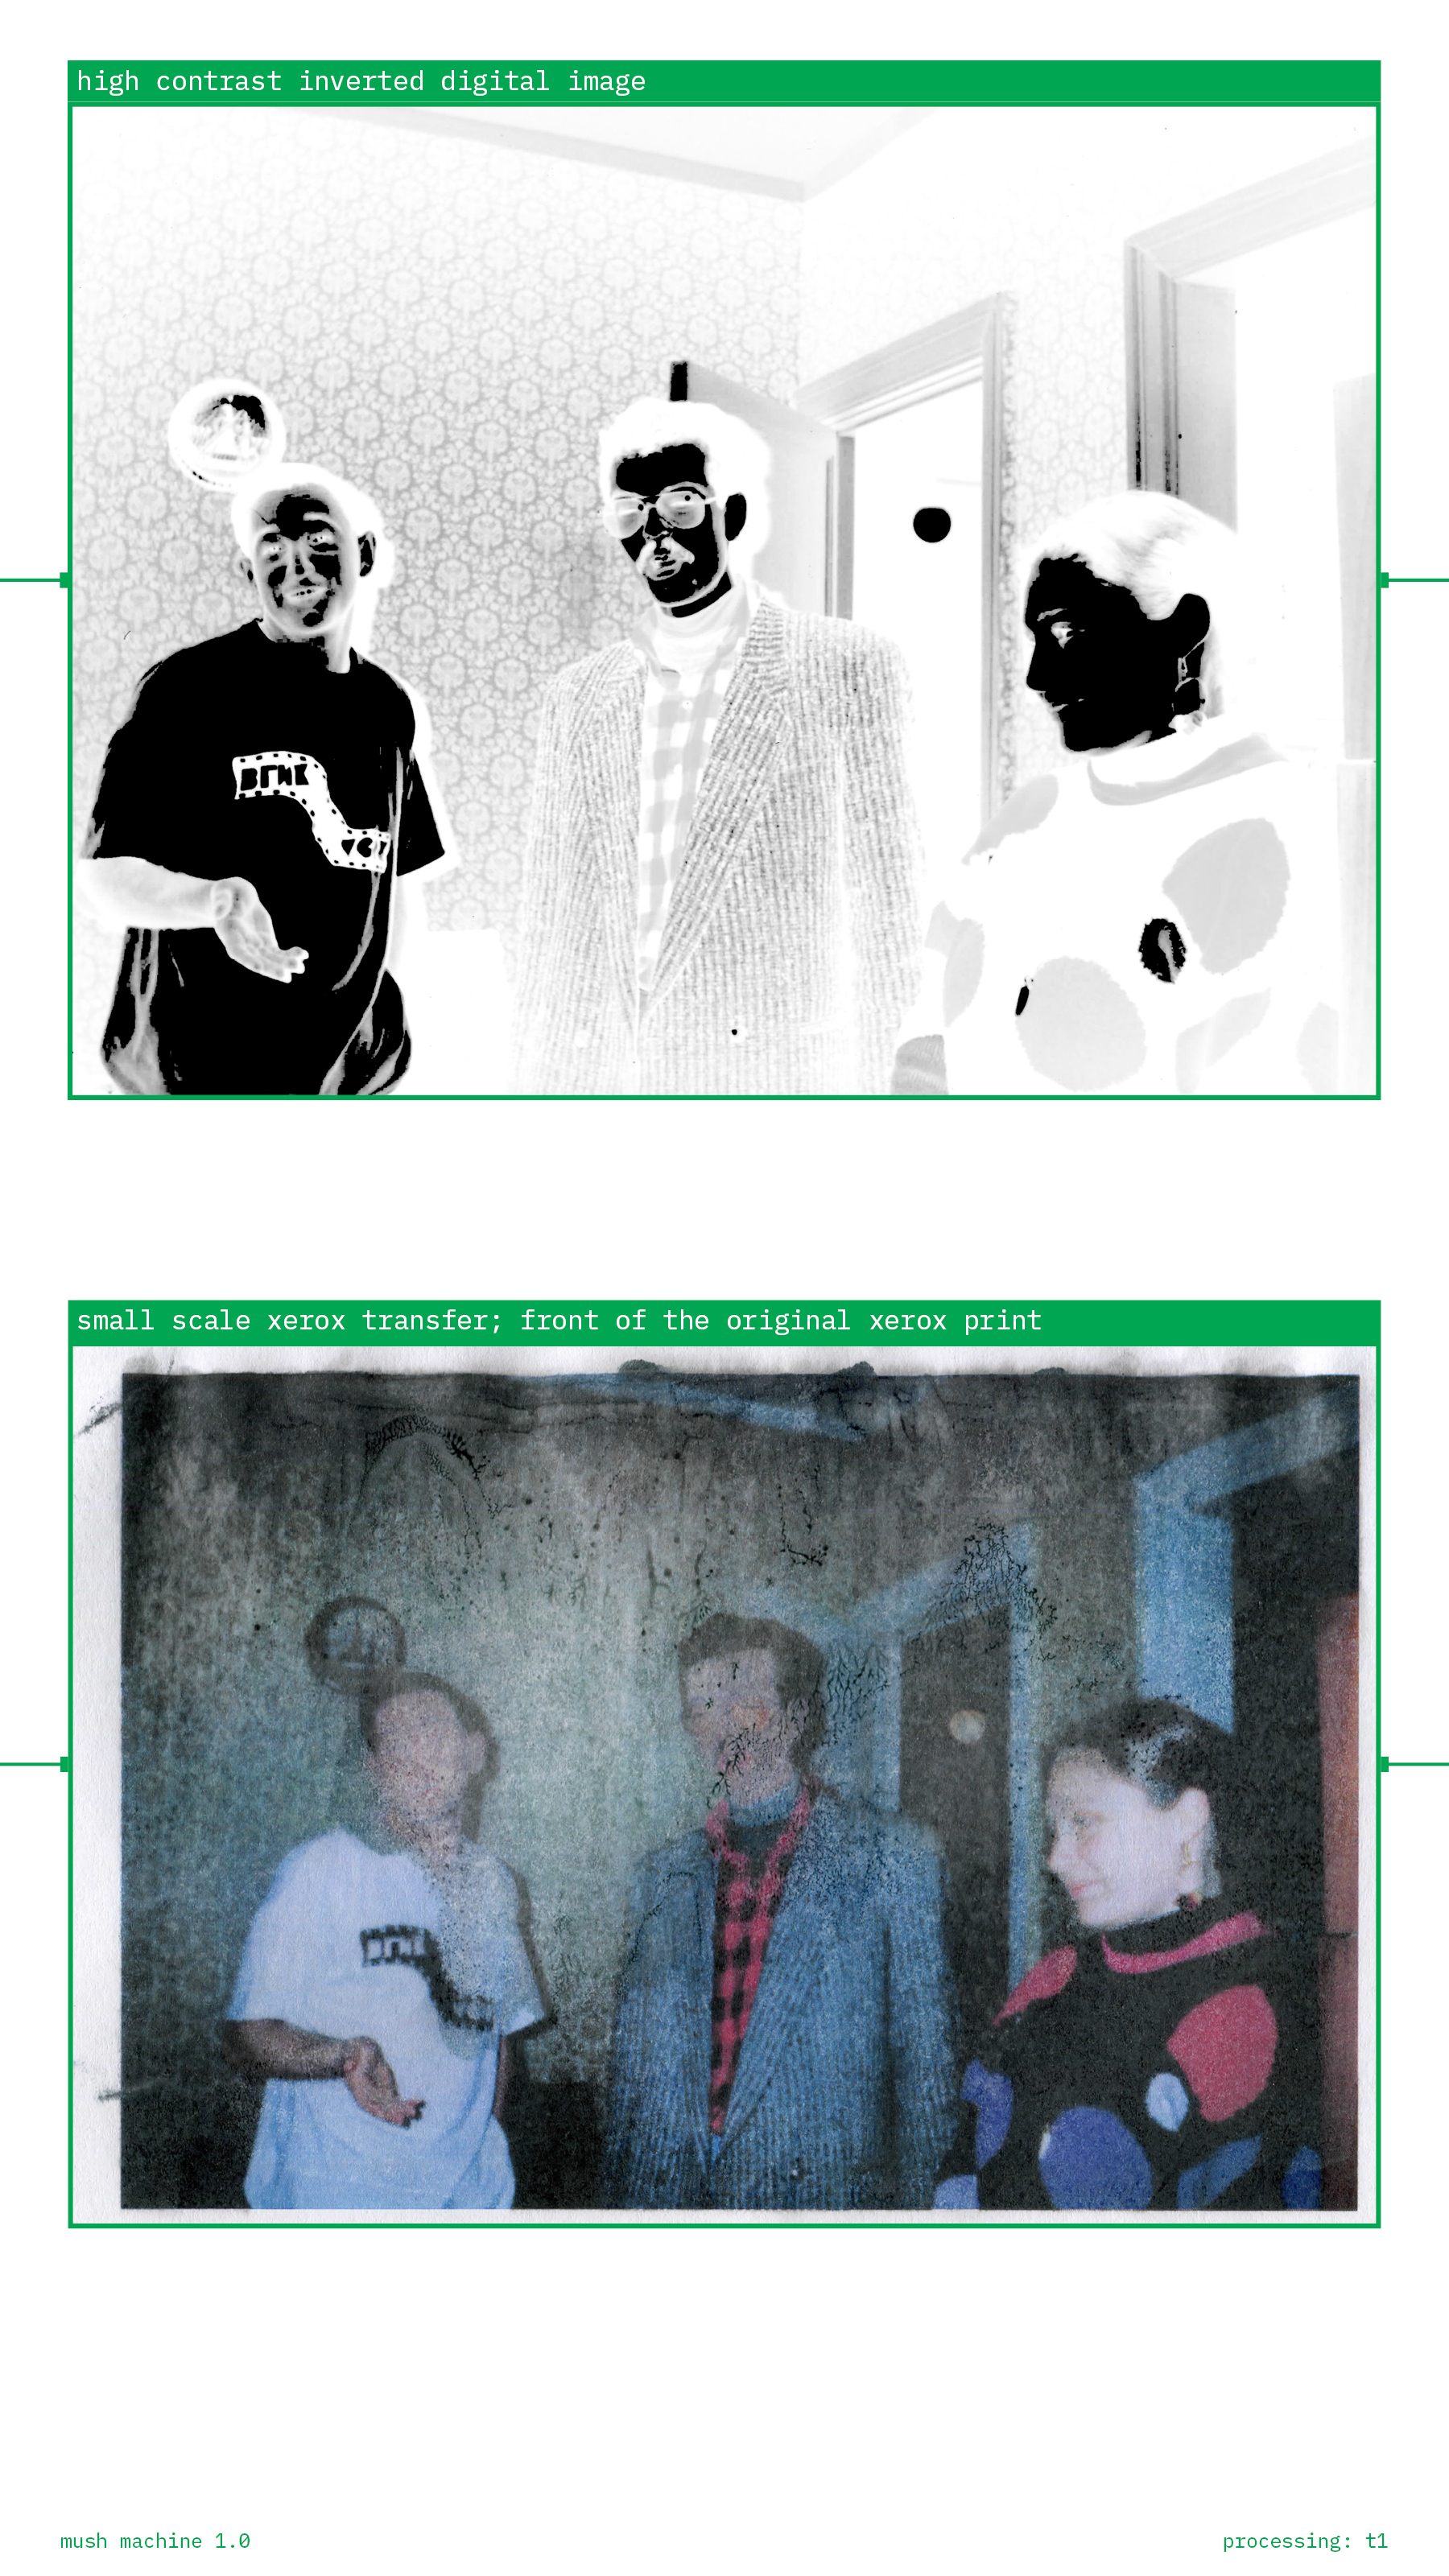 high contrast inverted digital image
ВГИК
small scale xerox transfer; front of the original xerox print
mush machine 1.0
processing: t1